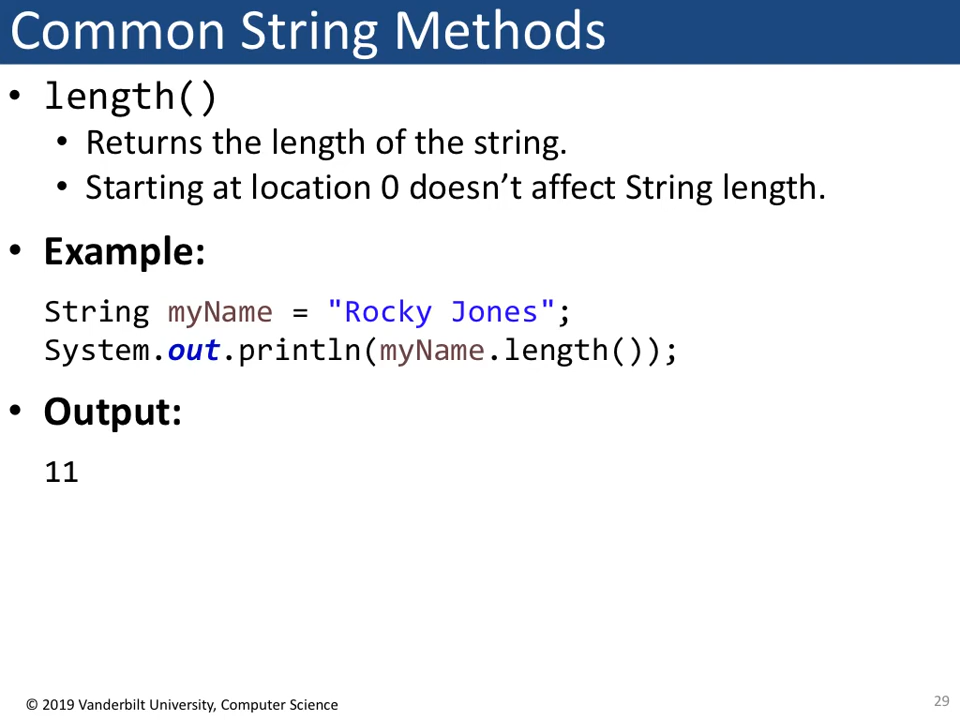 Common String Methods
• length()
• Returns the length of the string.
• Starting at location 0 doesn’t affect String length.
• Example:
String myName = "Rocky Jones";
System.out.println(myName.length());
• Output:
11
© 2019 Vanderbilt University, Computer Science
29